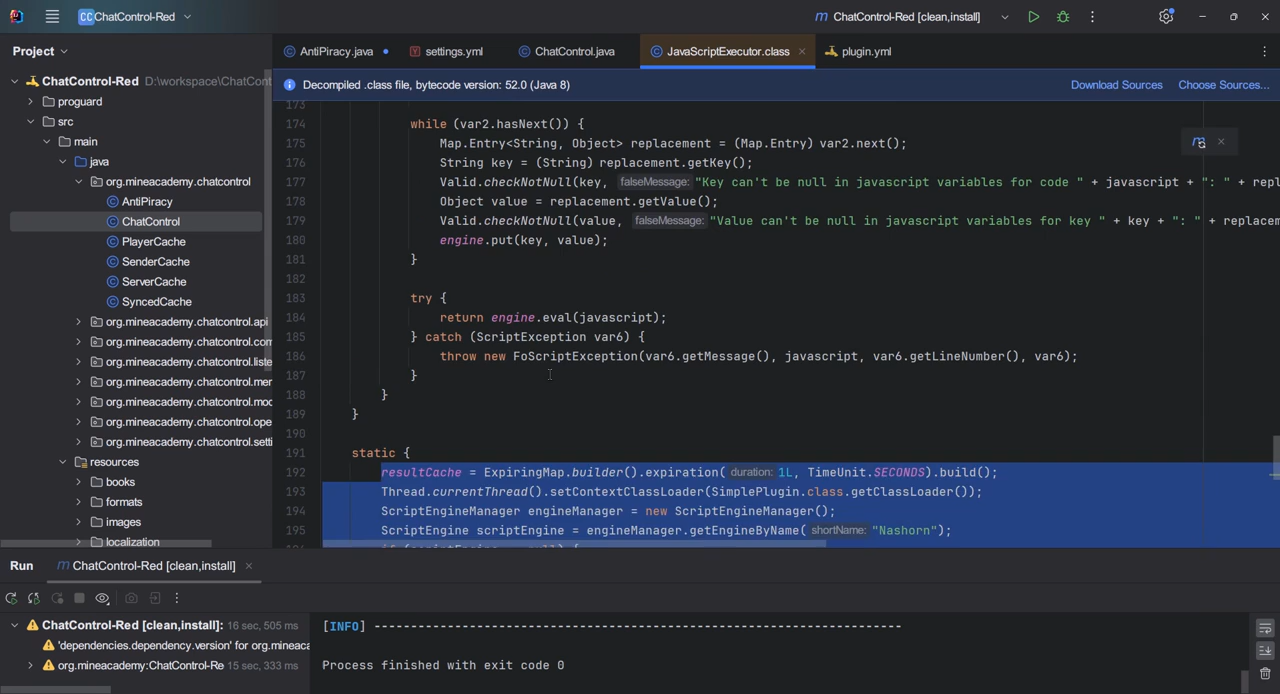 CC ChatControl-Red
ChatControl-Red [clean,install]
Project
AntiPiracy.java
settings.yml
ChatControl.java
JavaScriptExecutor.class
plugin.yml
ChatControl-Red D:\workspace\ChatCont
proguard
src
main
java
org.mineacademy.chatcontrol
AntiPiracy
ChatControl
PlayerCache
SenderCache
ServerCache
SyncedCache
org.mineacademy.chatcontrol.api
org.mineacademy.chatcontrol.com
org.mineacademy.chatcontrol.liste
org.mineacademy.chatcontrol.mer
org.mineacademy.chatcontrol.mod
org.mineacademy.chatcontrol.ope
org.mineacademy.chatcontrol.setti
resources
books
formats
images
localization
Decompiled .class file, bytecode version: 52.0 (Java 8)
Download Sources
Choose Sources...
173
174 while (var2.hasNext()) {
175 Map.Entry<String, Object> replacement = (Map.Entry) var2.next();
176 String key = (String) replacement.getKey();
177 Valid.checkNotNull(key, falseMessage: "Key can't be null in javascript variables for code " + javascript + ": " + repl
178 Object value = replacement.getValue();
179 Valid.checkNotNull(value, falseMessage: "Value can't be null in javascript variables for key " + key + ": " + replacem
180 engine.put(key, value);
181 }
182
183 try {
184 return engine.eval(javascript);
185 } catch (ScriptException var6) {
186 throw new FoScriptException(var6.getMessage(), javascript, var6.getLineNumber(), var6);
187 }
188 }
189 }
190
191 static {
192 resultCache = ExpiringMap.builder().expiration( duration: 1L, TimeUnit.SECONDS).build();
193 Thread.currentThread().setContextClassLoader(SimplePlugin.class.getClassLoader());
194 ScriptEngineManager engineManager = new ScriptEngineManager();
195 ScriptEngine scriptEngine = engineManager.getEngineByName( shortName: "Nashorn");
Run
ChatControl-Red [clean,install]
ChatControl-Red [clean,install]: 16 sec, 505 ms
'dependencies.dependency.version' for org.minea
org.mineacademy:ChatControl-Re 15 sec, 333 ms
[INFO] ------------------------------------------------------------------------
Process finished with exit code 0